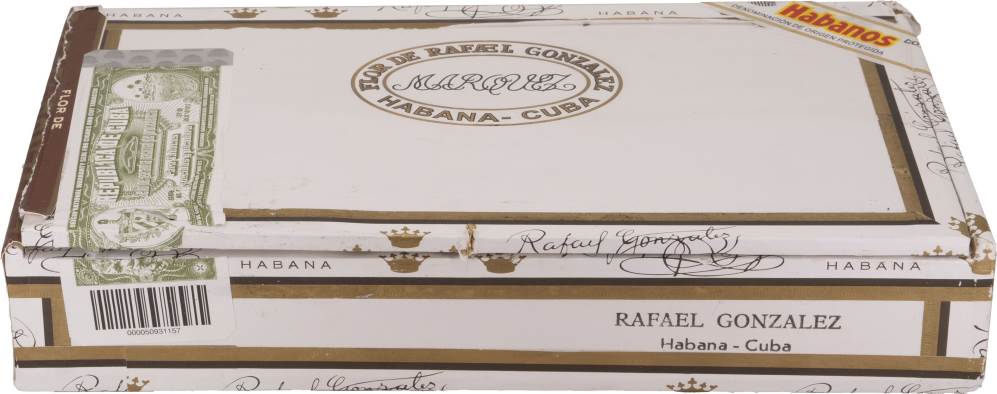 HABANA
HABANA
Habanos
DENOMINACIÓN DE ORIGEN PROTEGIDA
FLOR DE RAFAEL GONZALEZ
MARQUEZ
HABANA - CUBA
FLOR DE
REPUBLICA DE CUBA
Rafael Gonzalez
HABANA
HABANA
000050931157
RAFAEL GONZALEZ
Habana - Cuba
Rafael Gonzalez